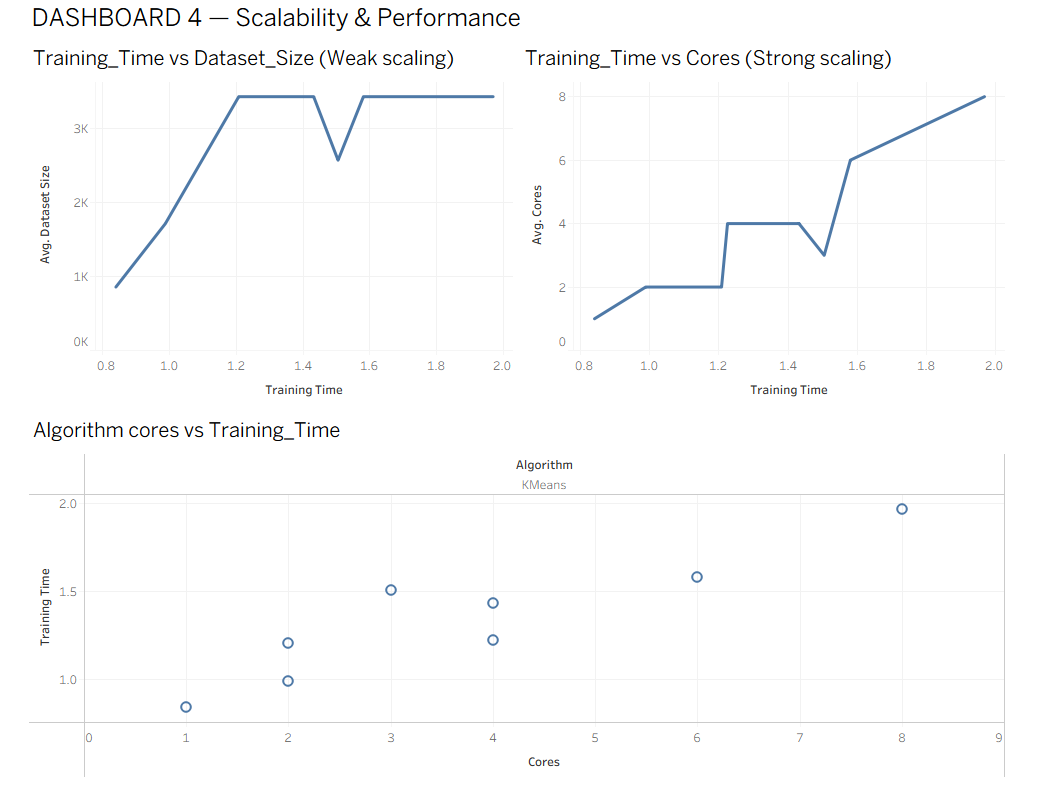 DASHBOARD 4 — Scalability & Performance
Training_Time vs Dataset_Size (Weak scaling)
3K
2K
1K
0K
Avg. Dataset Size
0.8 1.0 1.2 1.4 1.6 1.8 2.0
Training Time
Training_Time vs Cores (Strong scaling)
8
6
4
2
0
Avg. Cores
0.8 1.0 1.2 1.4 1.6 1.8 2.0
Training Time
Algorithm cores vs Training_Time
Algorithm
KMeans
2.0
1.5
1.0
Training Time
0 1 2 3 4 5 6 7 8 9
Cores